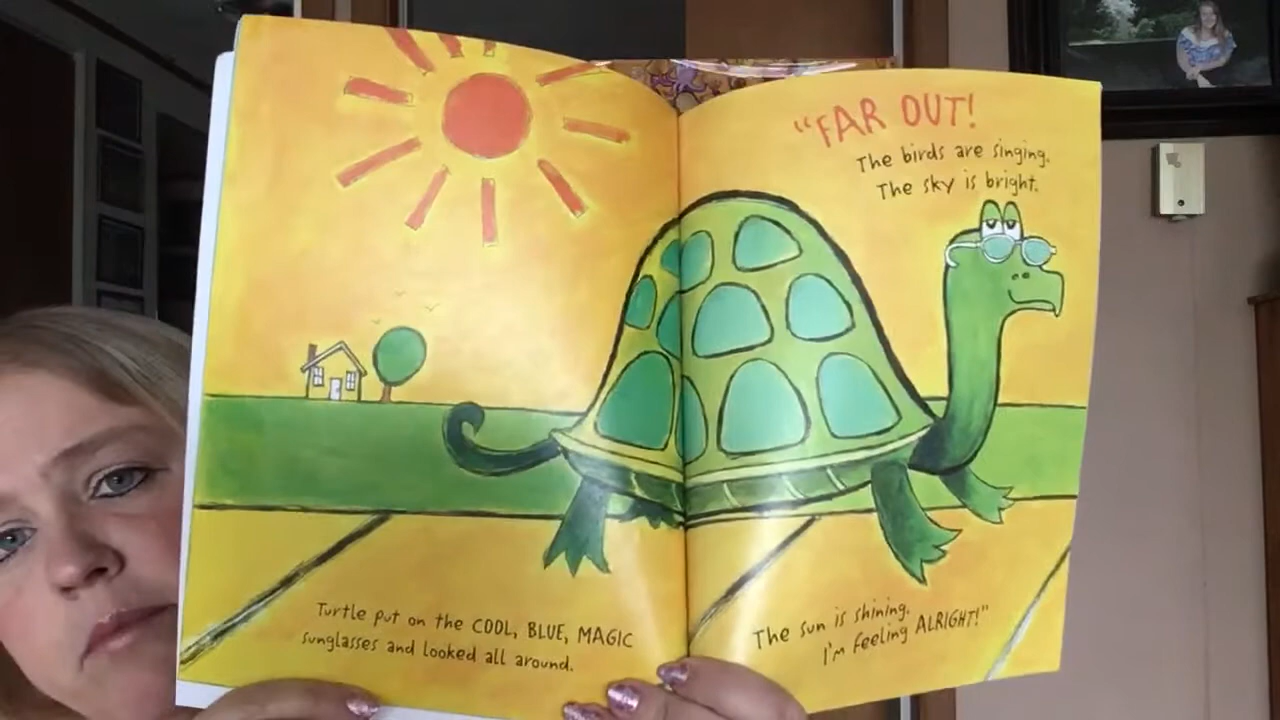 Turtle put on the COOL, BLUE, MAGIC
sunglasses and looked all around.
"FAR OUT!
The birds are singing.
The sky is bright.
The sun is shining.
I'm feeling ALRIGHT!"